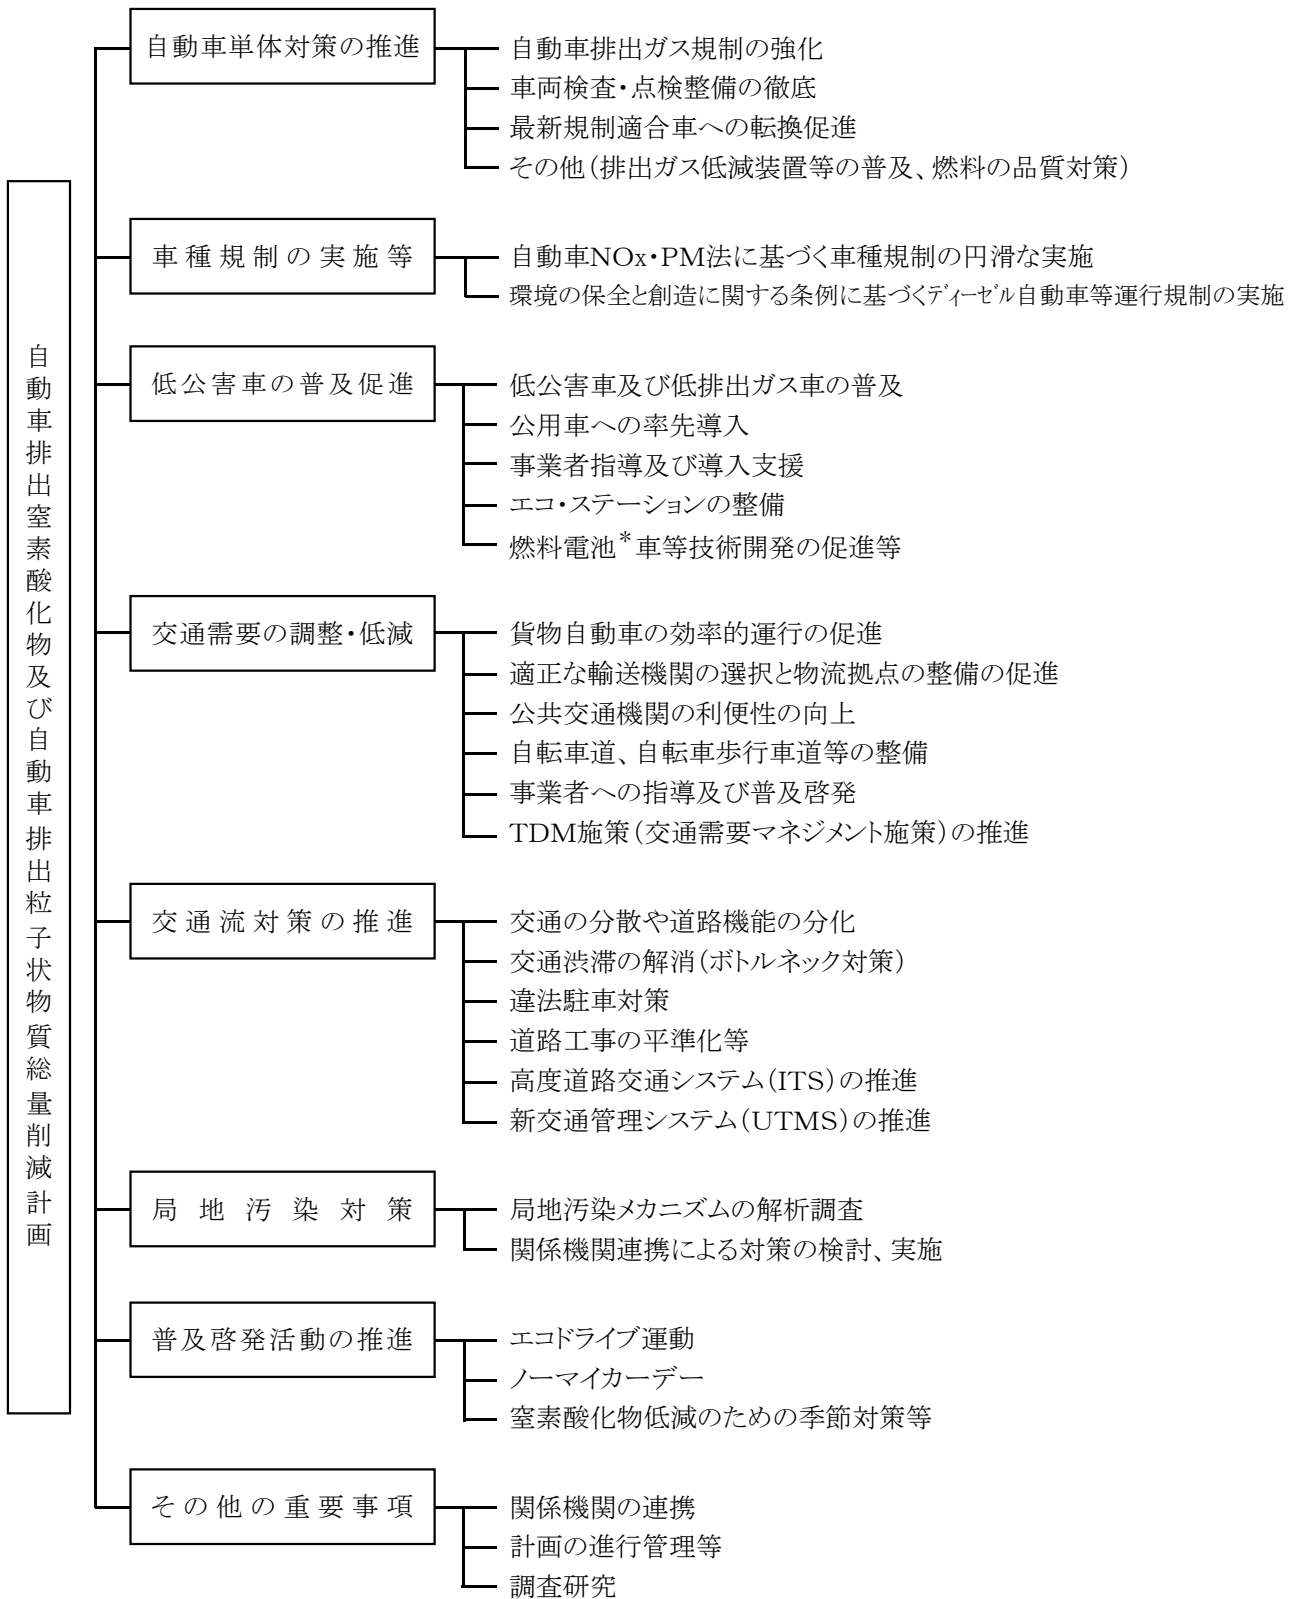 自動車排出窒素酸化物及び自動車排出粒子状物質総量削減計画
自動車単体対策の推進
自動車排出ガス規制の強化
車両検査・点検整備の徹底
最新規制適合車への転換促進
その他（排出ガス低減装置等の普及、燃料の品質対策）
車種規制の実施等
自動車NOx・PM法に基づく車種規制の円滑な実施
環境の保全と創造に関する条例に基づくディーゼル自動車等運行規制の実施
低公害車の普及促進
低公害車及び低排出ガス車の普及
公用車への率先導入
事業者指導及び導入支援
エコ・ステーションの整備
燃料電池*車等技術開発の促進等
交通需要の調整・低減
貨物自動車の効率的運行の促進
適正な輸送機関の選択と物流拠点の整備の促進
公共交通機関の利便性の向上
自転車道、自転車歩行車道等の整備
事業者への指導及び普及啓発
TDM施策（交通需要マネジメント施策）の推進
交通流対策の推進
交通の分散や道路機能の分化
交通渋滞の解消（ボトルネック対策）
違法駐車対策
道路工事の平準化等
高度道路交通システム（ITS）の推進
新交通管理システム（UTMS）の推進
局地汚染対策
局地汚染メカニズムの解析調査
関係機関連携による対策の検討、実施
普及啓発活動の推進
エコドライブ運動
ノーマイカーデー
窒素酸化物低減のための季節対策等
その他の重要事項
関係機関の連携
計画の進行管理等
調査研究